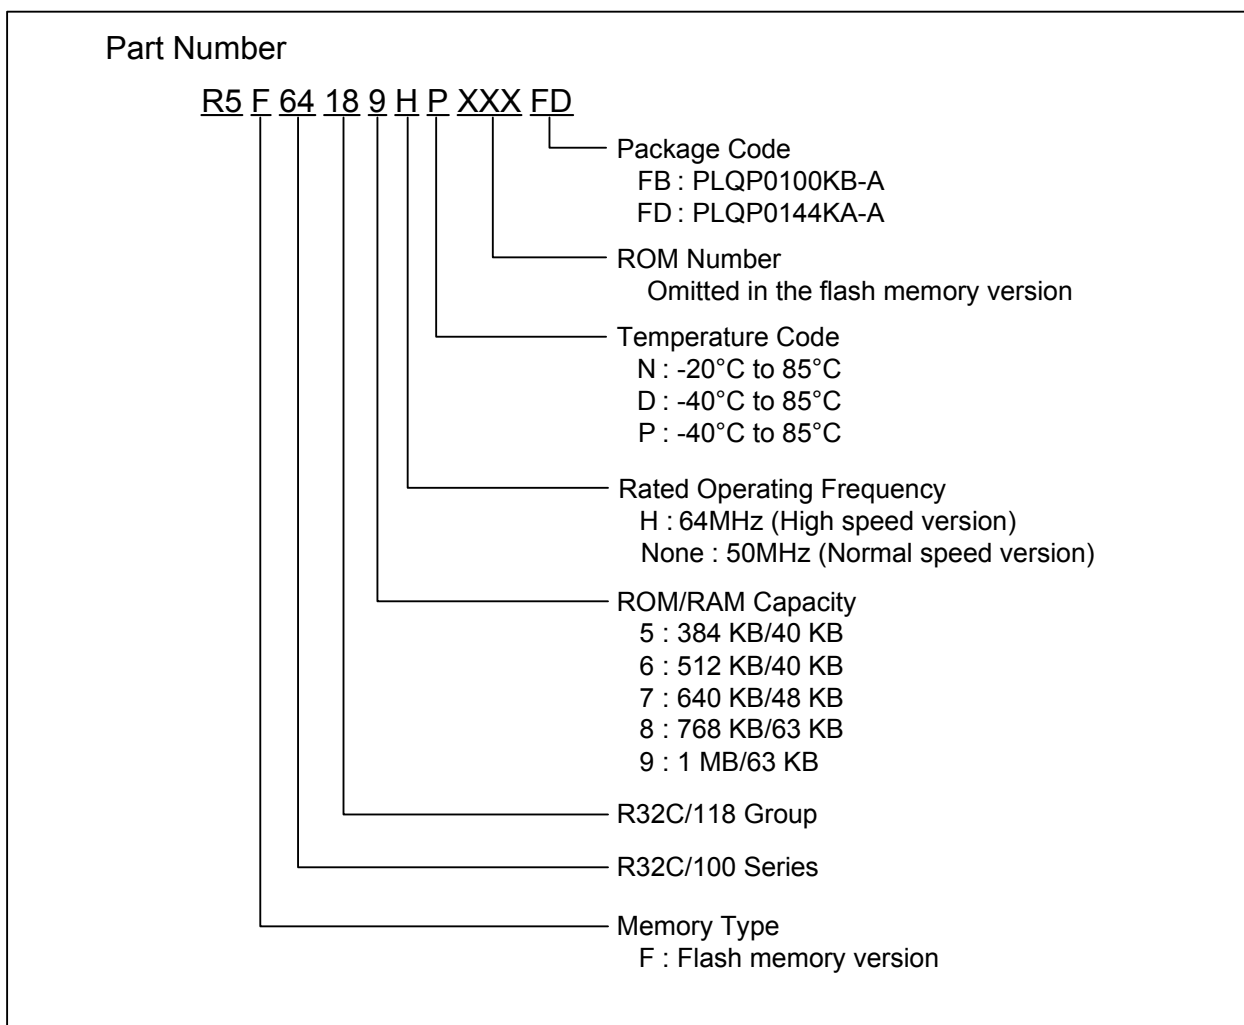 Part Number
R5 F 64 18 9 H P XXX FD
Package Code
FB : PLQP0100KB-A
FD : PLQP0144KA-A
ROM Number
Omitted in the flash memory version
Temperature Code
N : -20°C to 85°C
D : -40°C to 85°C
P : -40°C to 85°C
Rated Operating Frequency
H : 64MHz (High speed version)
None : 50MHz (Normal speed version)
ROM/RAM Capacity
5 : 384 KB/40 KB
6 : 512 KB/40 KB
7 : 640 KB/48 KB
8 : 768 KB/63 KB
9 : 1 MB/63 KB
R32C/118 Group
R32C/100 Series
Memory Type
F : Flash memory version